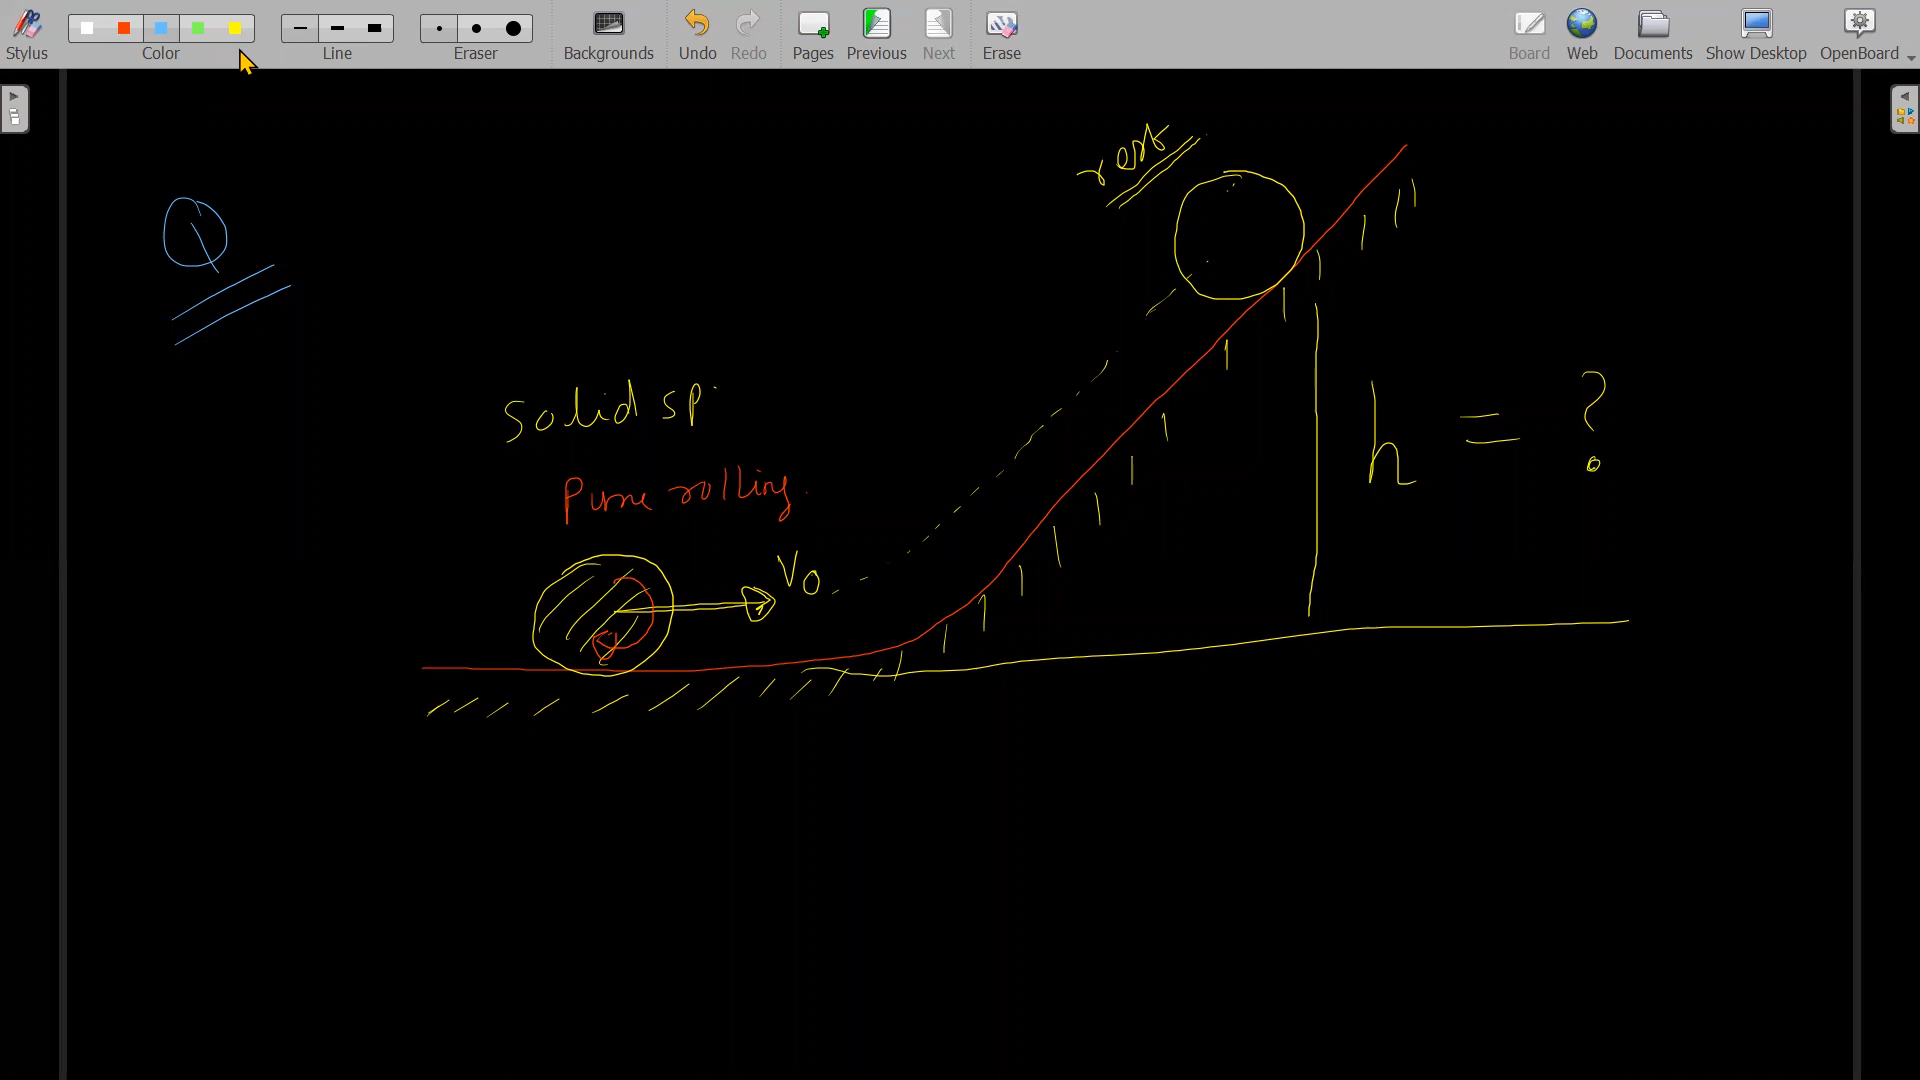 Stylus
Color
Line
Eraser
Backgrounds
Undo
Redo
Pages
Previous
Next
Erase
Board
Web
Documents
Show Desktop
OpenBoard
Q
rest
Solid sp.
Pure rolling.
V0
h = ?